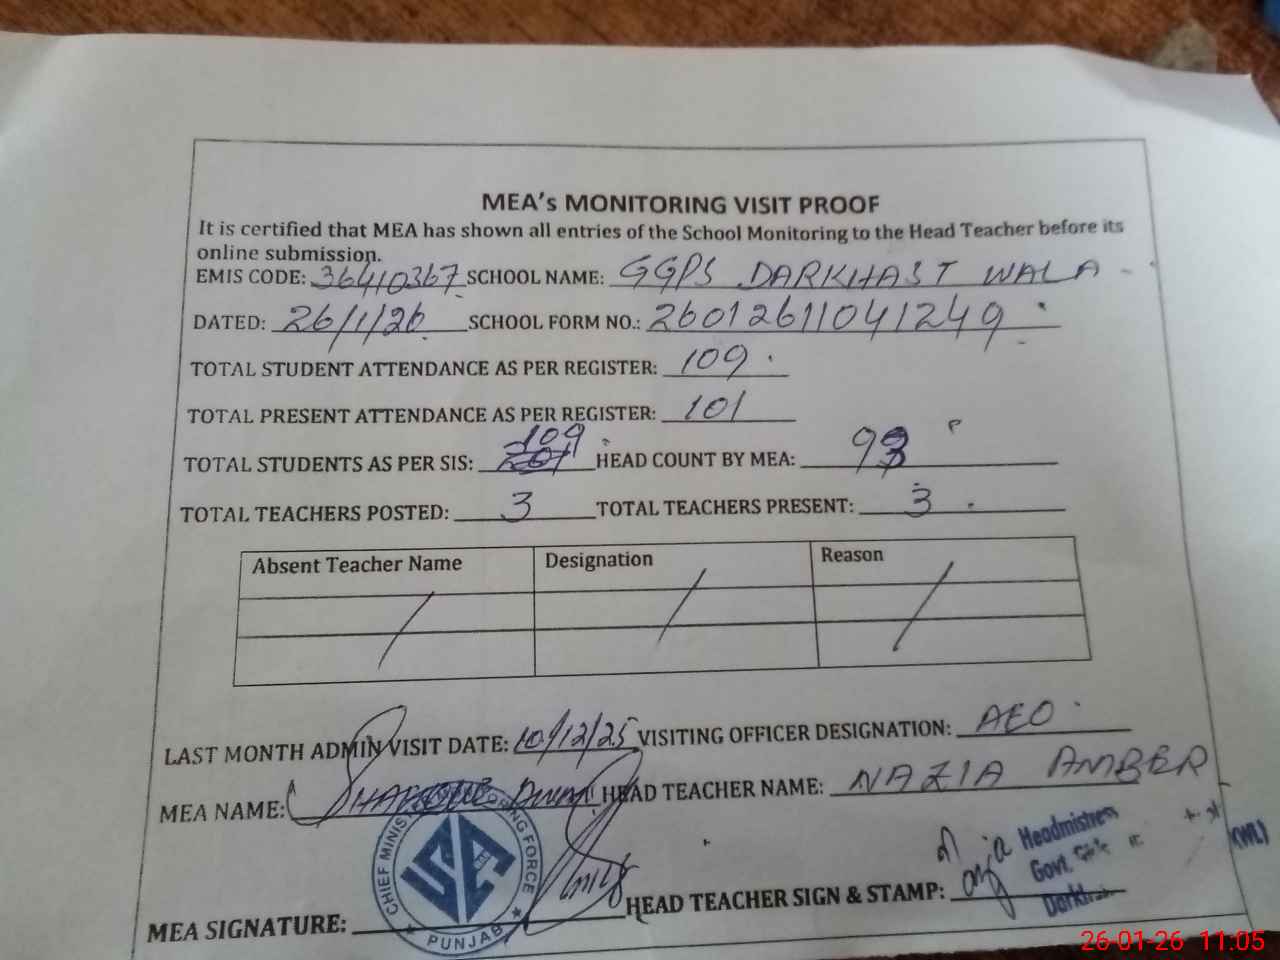 MEA's MONITORING VISIT PROOF
It is certified that MEA has shown all entries of the School Monitoring to the Head Teacher before its
online submission.
EMIS CODE: 36410367 SCHOOL NAME: GGPS DARKHAST WALA
DATED: 26/1/26 SCHOOL FORM NO.: 26012611041249
TOTAL STUDENT ATTENDANCE AS PER REGISTER: 109
TOTAL PRESENT ATTENDANCE AS PER REGISTER: 101
TOTAL STUDENTS AS PER SIS: 109 HEAD COUNT BY MEA: 93
TOTAL TEACHERS POSTED: 3 TOTAL TEACHERS PRESENT: 3
Absent Teacher Name Designation Reason
LAST MONTH ADMIN VISIT DATE: 10/12/25 VISITING OFFICER DESIGNATION: AEO
MEA NAME: HEAD TEACHER NAME: NAZIA AMBER
CHIEF MINISTER MONITORING FORCE
PUNJAB
MEA SIGNATURE: HEAD TEACHER SIGN & STAMP:
Headmistress
Govt. Girls
(KWL)
26-01-26 11:05